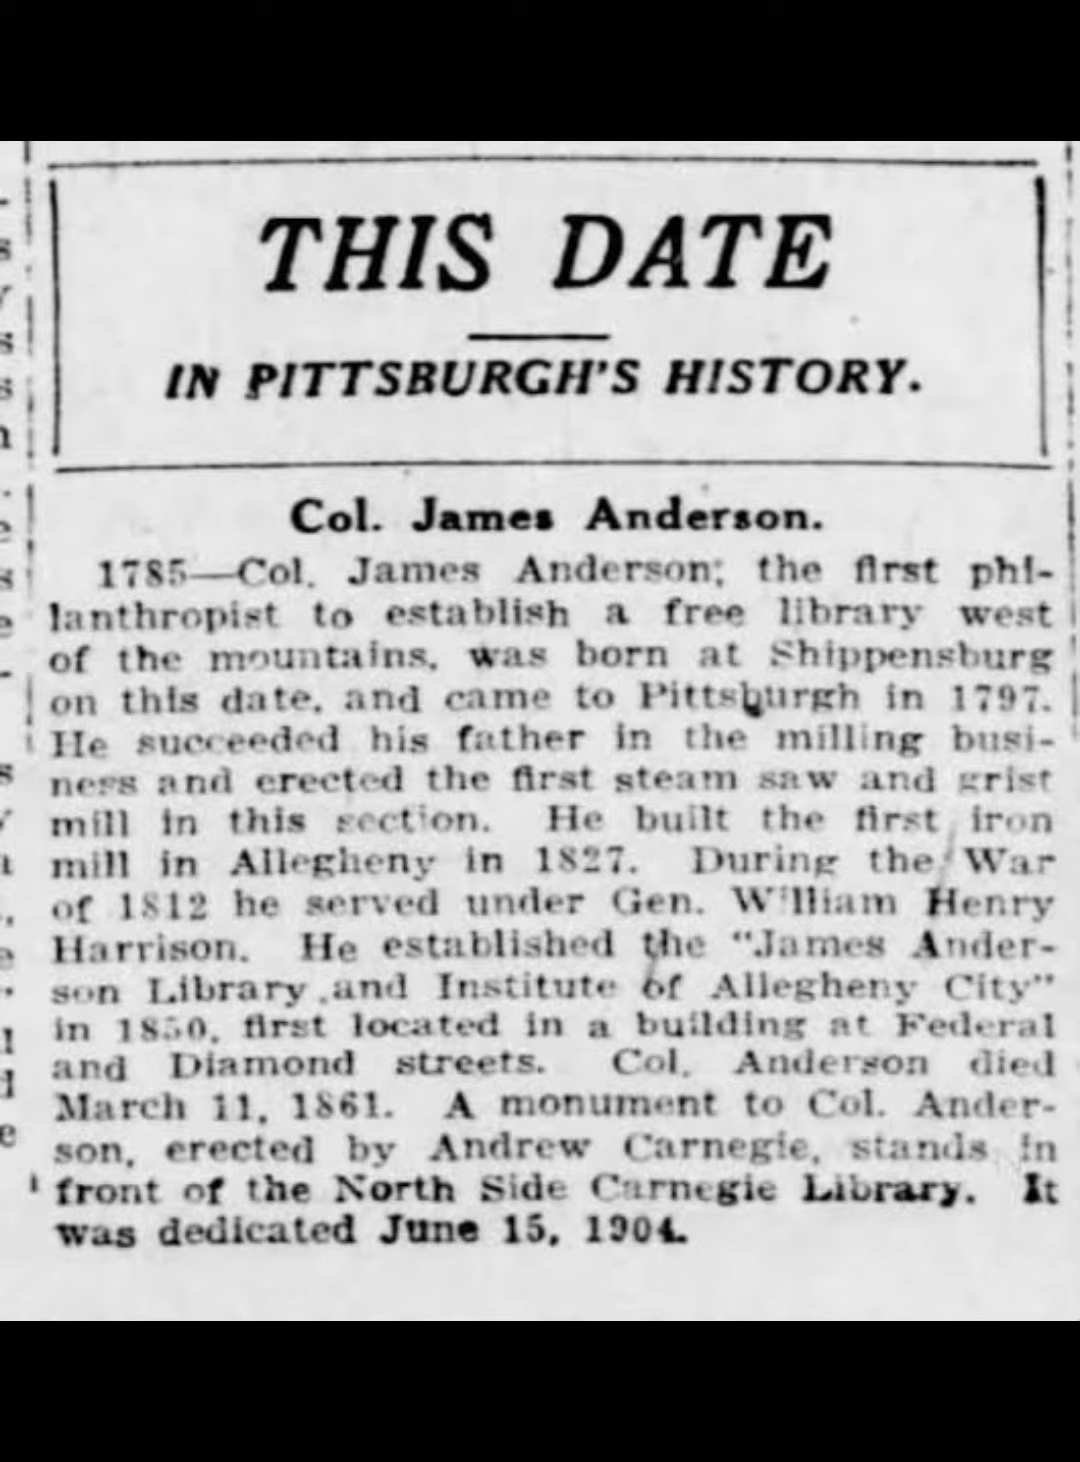 THIS DATE
IN PITTSBURGH'S HISTORY.
Col. James Anderson.
1785—Col. James Anderson; the first phi-
lanthropist to establish a free library west
of the mountains, was born at Shippensburg
on this date, and came to Pittsburgh in 1797.
He succeeded his father in the milling busi-
ness and erected the first steam saw and grist
mill in this section. He built the first iron
mill in Allegheny in 1827. During the War
of 1812 he served under Gen. William Henry
Harrison. He established the "James Ander-
son Library and Institute of Allegheny City"
in 1850, first located in a building at Federal
and Diamond streets. Col. Anderson died
March 11, 1861. A monument to Col. Ander-
son, erected by Andrew Carnegie, stands in
front of the North Side Carnegie Library. It
was dedicated June 15, 1904.